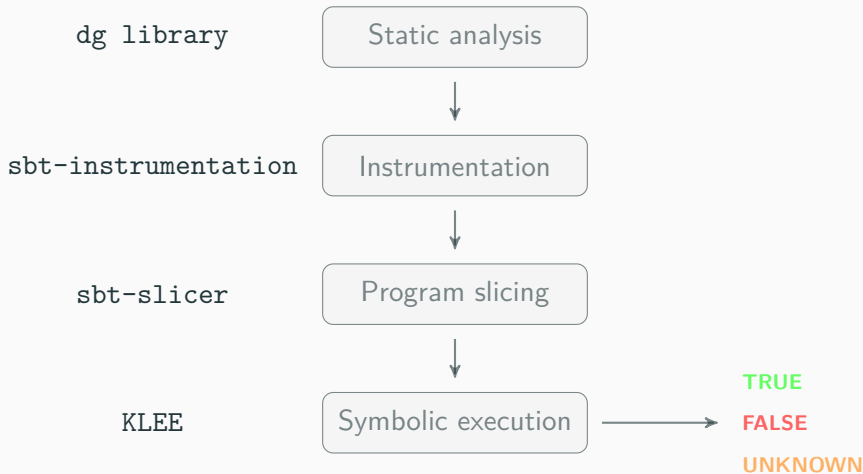 dg library
Static analysis
sbt-instrumentation
Instrumentation
sbt-slicer
Program slicing
KLEE
Symbolic execution
TRUE
FALSE
UNKNOWN